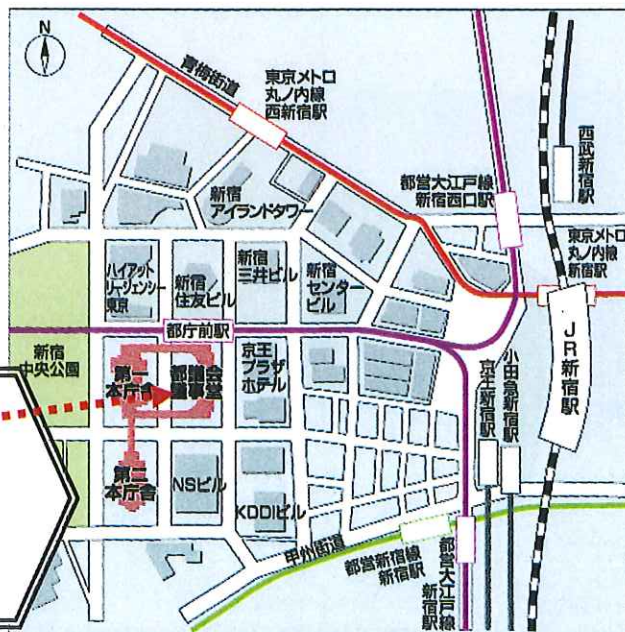 N
青梅街道
東京メトロ
丸ノ内線
西新宿駅
西武新宿駅
都営大江戸線
新宿西口駅
新宿
アイランドタワー
東京メトロ
丸ノ内線
新宿駅
ハイアット
リージェンシー
東京
新宿
住友ビル
新宿
三井ビル
新宿
センター
ビル
都庁前駅
JR新宿駅
新宿
中央公園
第一
本庁舎
都議会
議事堂
京王
プラザ
ホテル
小田急新宿駅
京王新宿駅
第二
本庁舎
NSビル
KDDIビル
甲州街道
都営新宿線
新宿駅
都営大江戸線
新宿駅